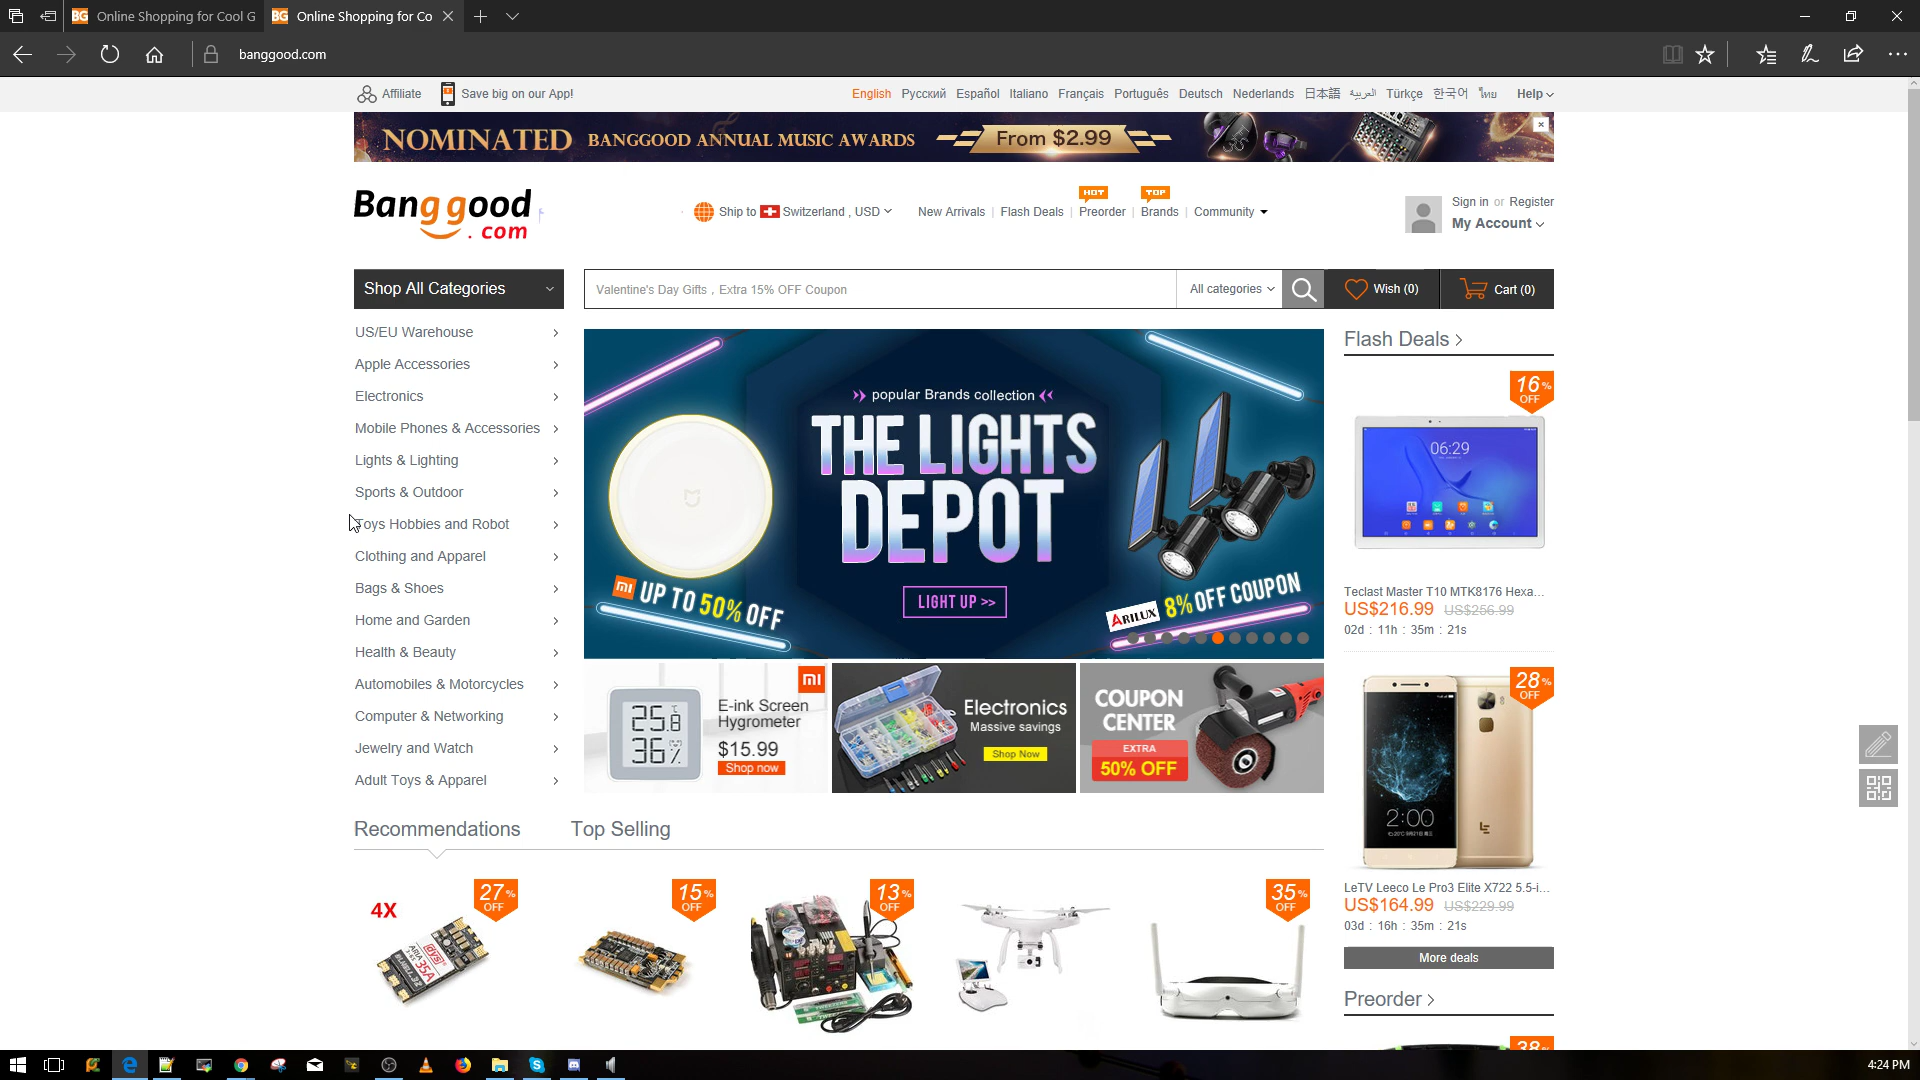 Online Shopping for Cool G
Online Shopping for Co
banggood.com
Affiliate
Save big on our App!
English Русский Español Italiano Français Português Deutsch Nederlands 日本語 العربية Türkçe 한국어 ไทย Help
NOMINATED BANGGOOD ANNUAL MUSIC AWARDS From $2.99
Banggood
.com
HOT
TOP
Ship to Switzerland , USD
New Arrivals Flash Deals Preorder Brands Community
Sign in or Register
My Account
Shop All Categories
Valentine's Day Gifts , Extra 15% OFF Coupon
All categories
Wish (0)
Cart (0)
US/EU Warehouse
Apple Accessories
Electronics
Mobile Phones & Accessories
Lights & Lighting
Sports & Outdoor
Toys Hobbies and Robot
Clothing and Apparel
Bags & Shoes
Home and Garden
Health & Beauty
Automobiles & Motorcycles
Computer & Networking
Jewelry and Watch
Adult Toys & Apparel
popular Brands collection
THE LIGHTS
DEPOT
LIGHT UP >>
mi UP TO 50% OFF
ARILUX 8% OFF COUPON
mi
25.8
36%
E-ink Screen
Hygrometer
$15.99
Shop now
Electronics
Massive savings
Shop Now
COUPON
CENTER
EXTRA
50% OFF
Flash Deals >
16%
OFF
06:29
Teclast Master T10 MTK8176 Hexa...
US$216.99 US$256.99
02d : 11h : 35m : 21s
28%
OFF
2:00
LeTV Leeco Le Pro3 Elite X722 5.5-i...
US$164.99 US$229.99
03d : 16h : 35m : 21s
More deals
Preorder >
38%
Recommendations
Top Selling
4X
27%
OFF
15%
OFF
13%
OFF
35%
OFF
dys
ARIA
35A
4:24 PM